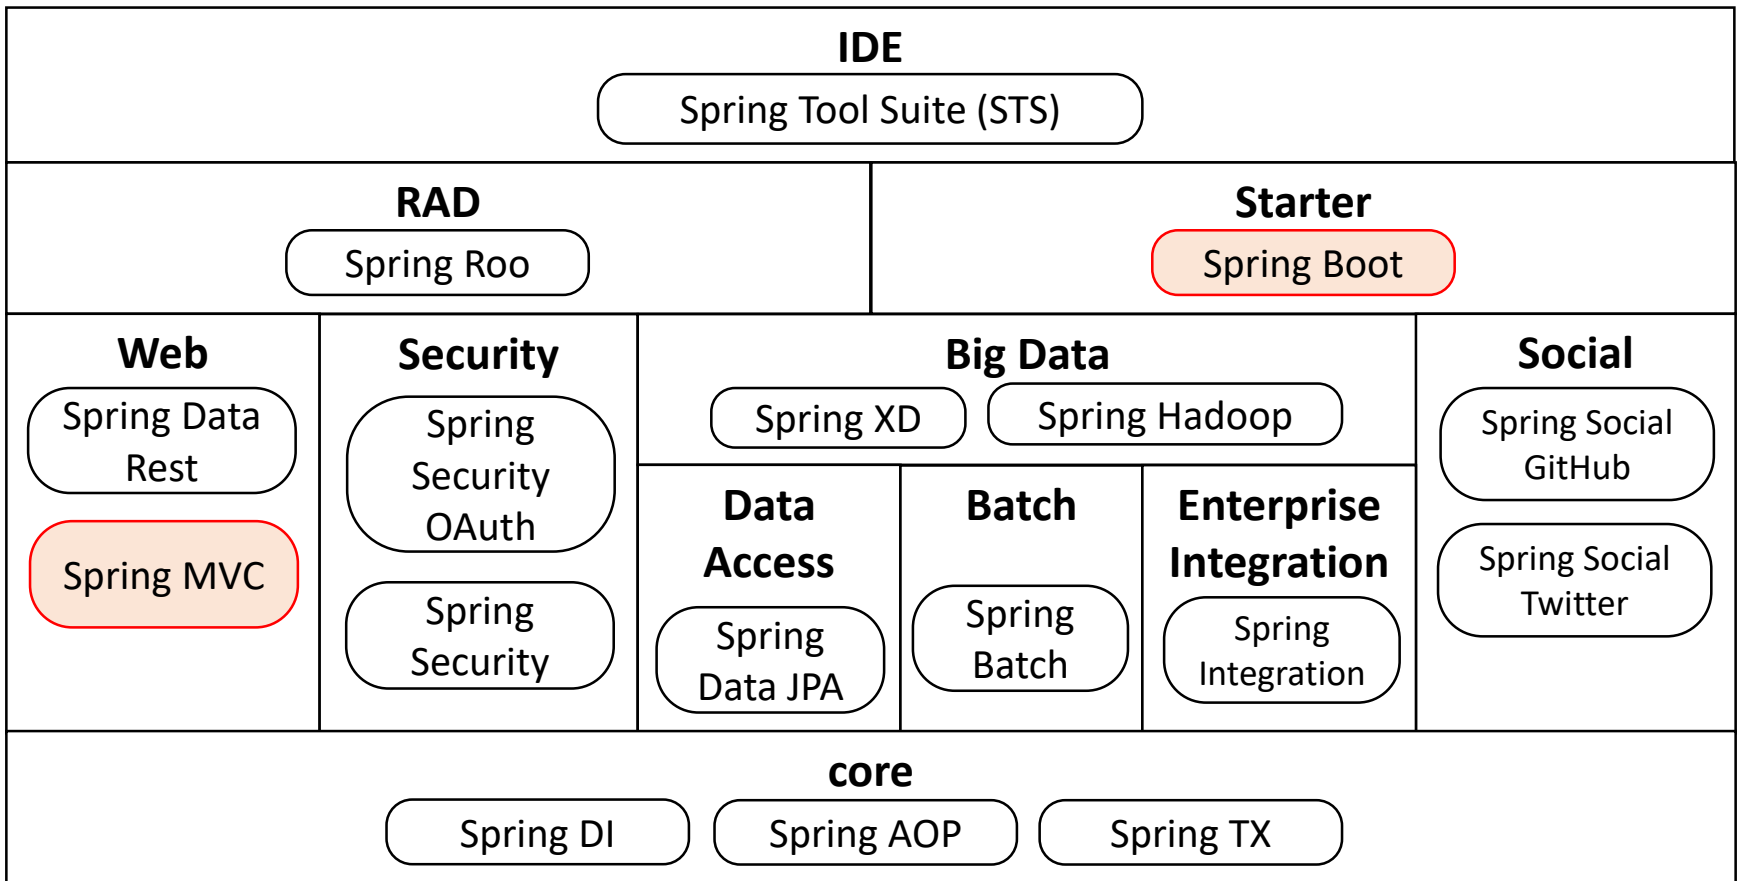 IDE
Spring Tool Suite (STS)
RAD
Spring Roo
Starter
Spring Boot
Web
Spring Data
Rest
Spring MVC
Security
Spring
Security
OAuth
Spring
Security
Big Data
Spring XD
Spring Hadoop
Data
Access
Spring
Data JPA
Batch
Spring
Batch
Enterprise
Integration
Spring
Integration
Social
Spring Social
GitHub
Spring Social
Twitter
core
Spring DI
Spring AOP
Spring TX